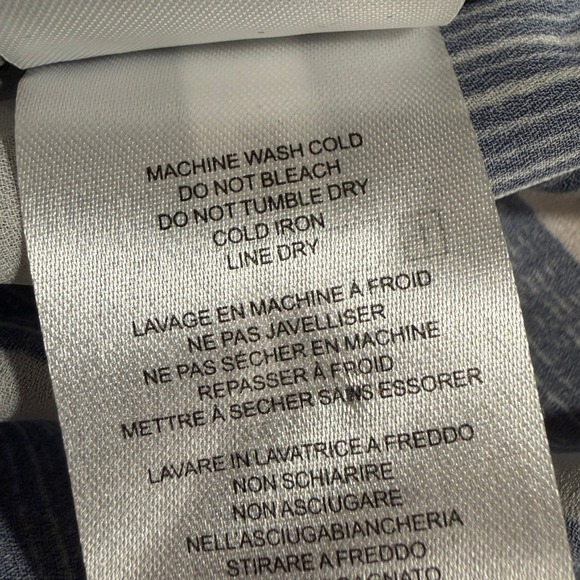 MACHINE WASH COLD
DO NOT BLEACH
DO NOT TUMBLE DRY
COLD IRON
LINE DRY
LAVAGE EN MACHINE À FROID
NE PAS JAVELLISER
NE PAS SÉCHER EN MACHINE
REPASSER À FROID
METTRE À SECHER SANS ESSORER
LAVARE IN LAVATRICE A FREDDO
NON SCHIARIRE
NON ASCIUGARE
NELL'ASCIUGABIANCHERIA
STIRARE A FREDDO